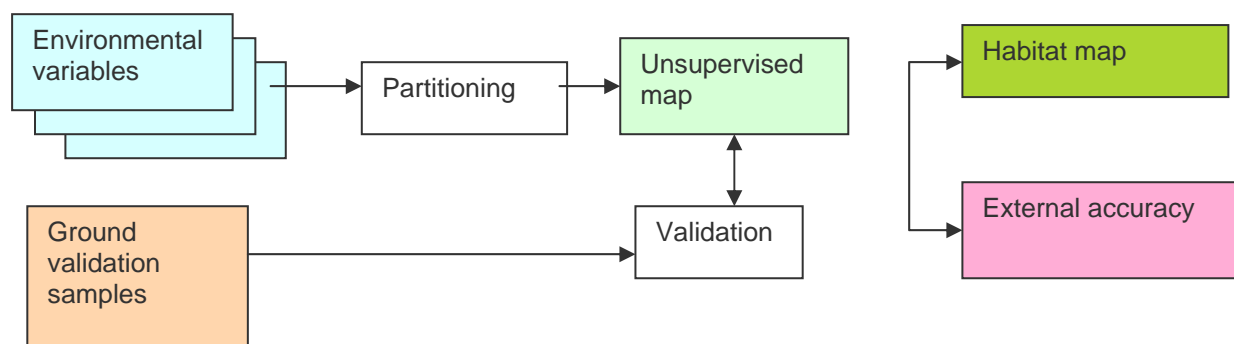 Environmental
variables
Partitioning
Unsupervised
map
Habitat map
Ground
validation
samples
Validation
External accuracy